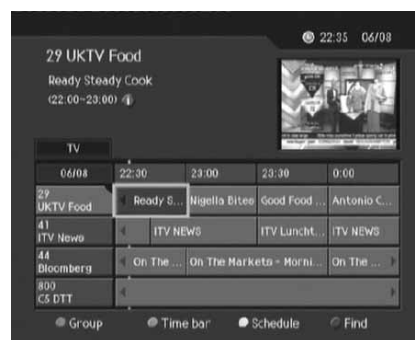 22:35 06/08
29 UKTV Food
Ready Steady Cook
(22:00~23:00)
TV
06/08 22:30 23:00 23:30 0:00
29 UKTV Food Ready S... Nigella Bites Good Food ... Antonio C...
41 ITV News ITV NEWS ITV Luncht... ITV NEWS
44 Bloomberg On The ... On The Markets - Morni... On The ...
800 C5 DTT
Group Time bar Schedule Find